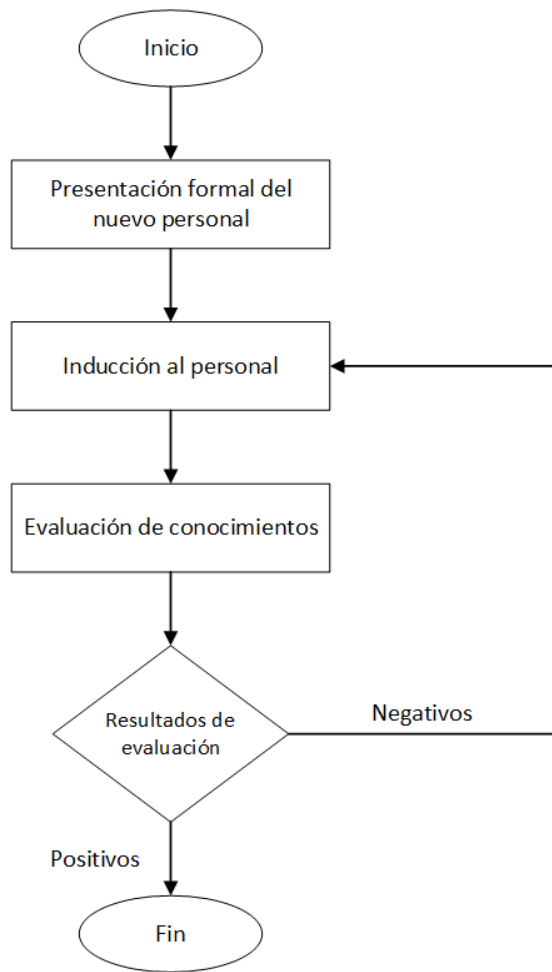 Inicio
Presentación formal del
nuevo personal
Inducción al personal
Evaluación de conocimientos
Resultados de
evaluación
Negativos
Positivos
Fin